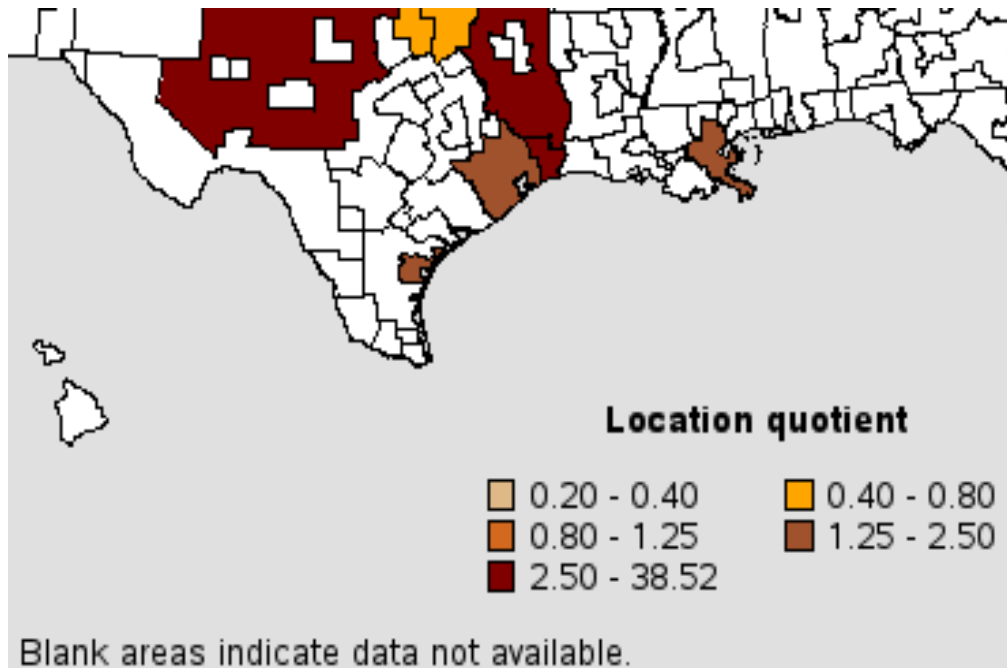 Location quotient
0.20 - 0.40 0.40 - 0.80
0.80 - 1.25 1.25 - 2.50
2.50 - 38.52
Blank areas indicate data not available.